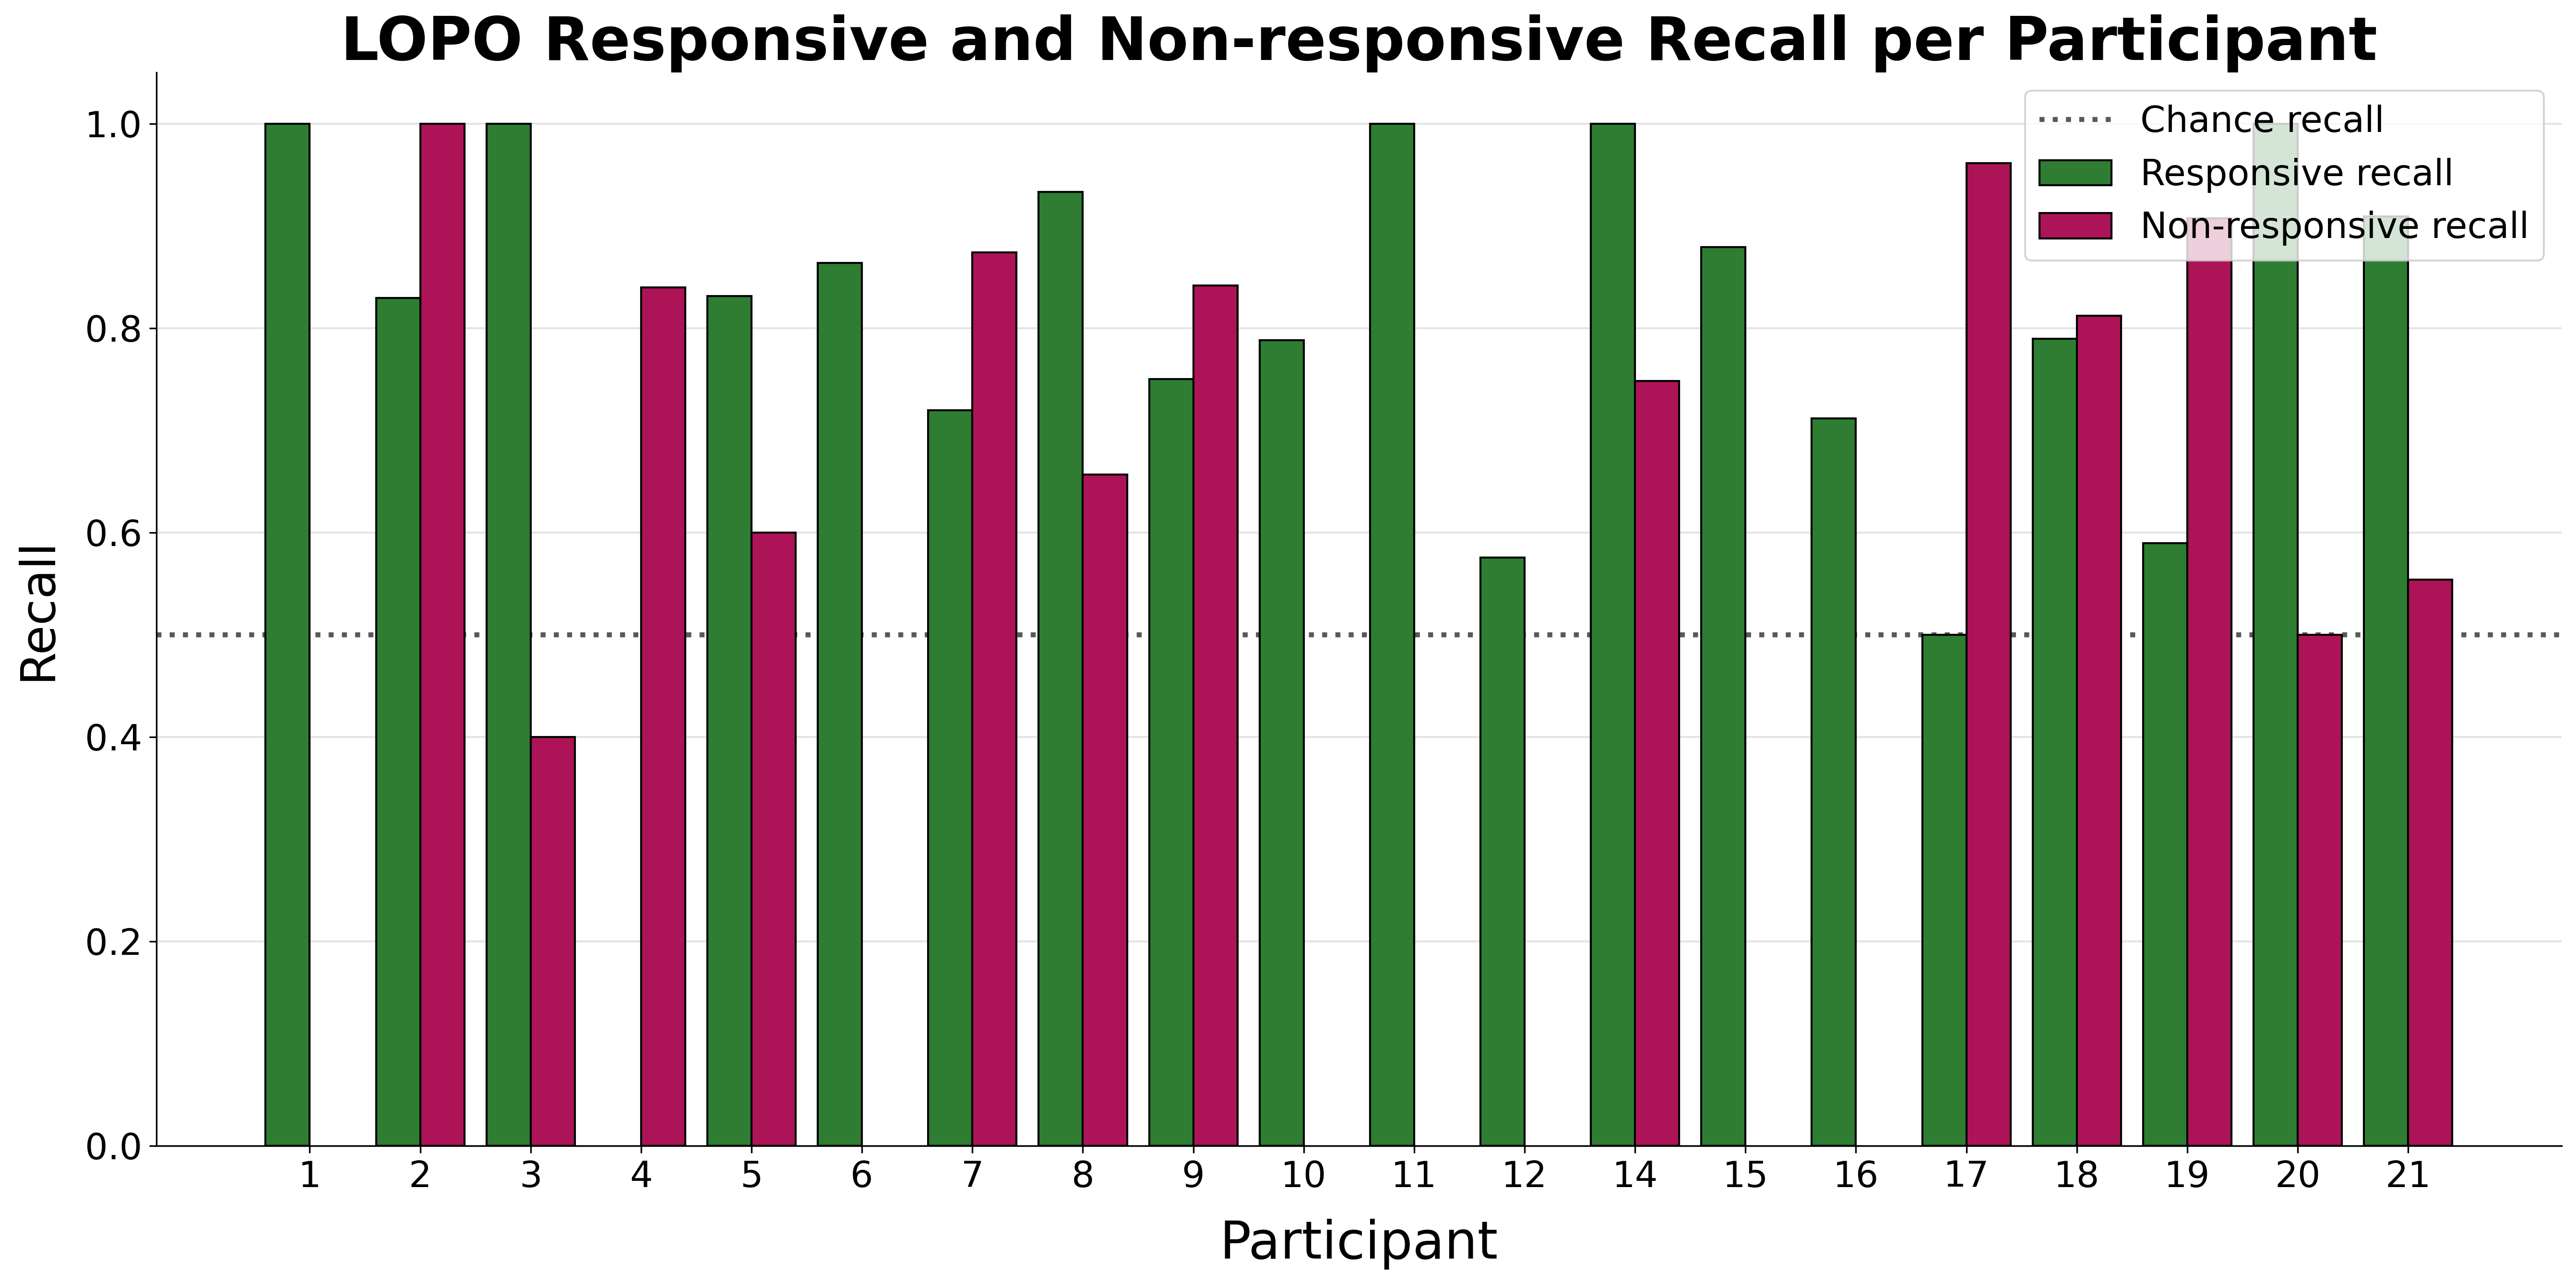 LOPO Responsive and Non-responsive Recall per Participant
Chance recall
Responsive recall
Non-responsive recall
1.0
0.8
0.6
0.4
0.2
0.0
Recall
1 2 3 4 5 6 7 8 9 10 11 12 14 15 16 17 18 19 20 21
Participant